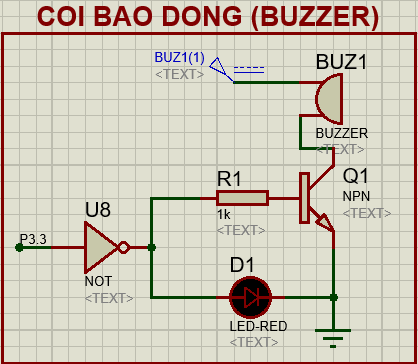 COI BAO DONG (BUZZER)
BUZ1(1)
<TEXT>
BUZ1
BUZZER
<TEXT>
R1
1k
<TEXT>
Q1
NPN
<TEXT>
U8
P3.3
NOT
<TEXT>
D1
LED-RED
<TEXT>